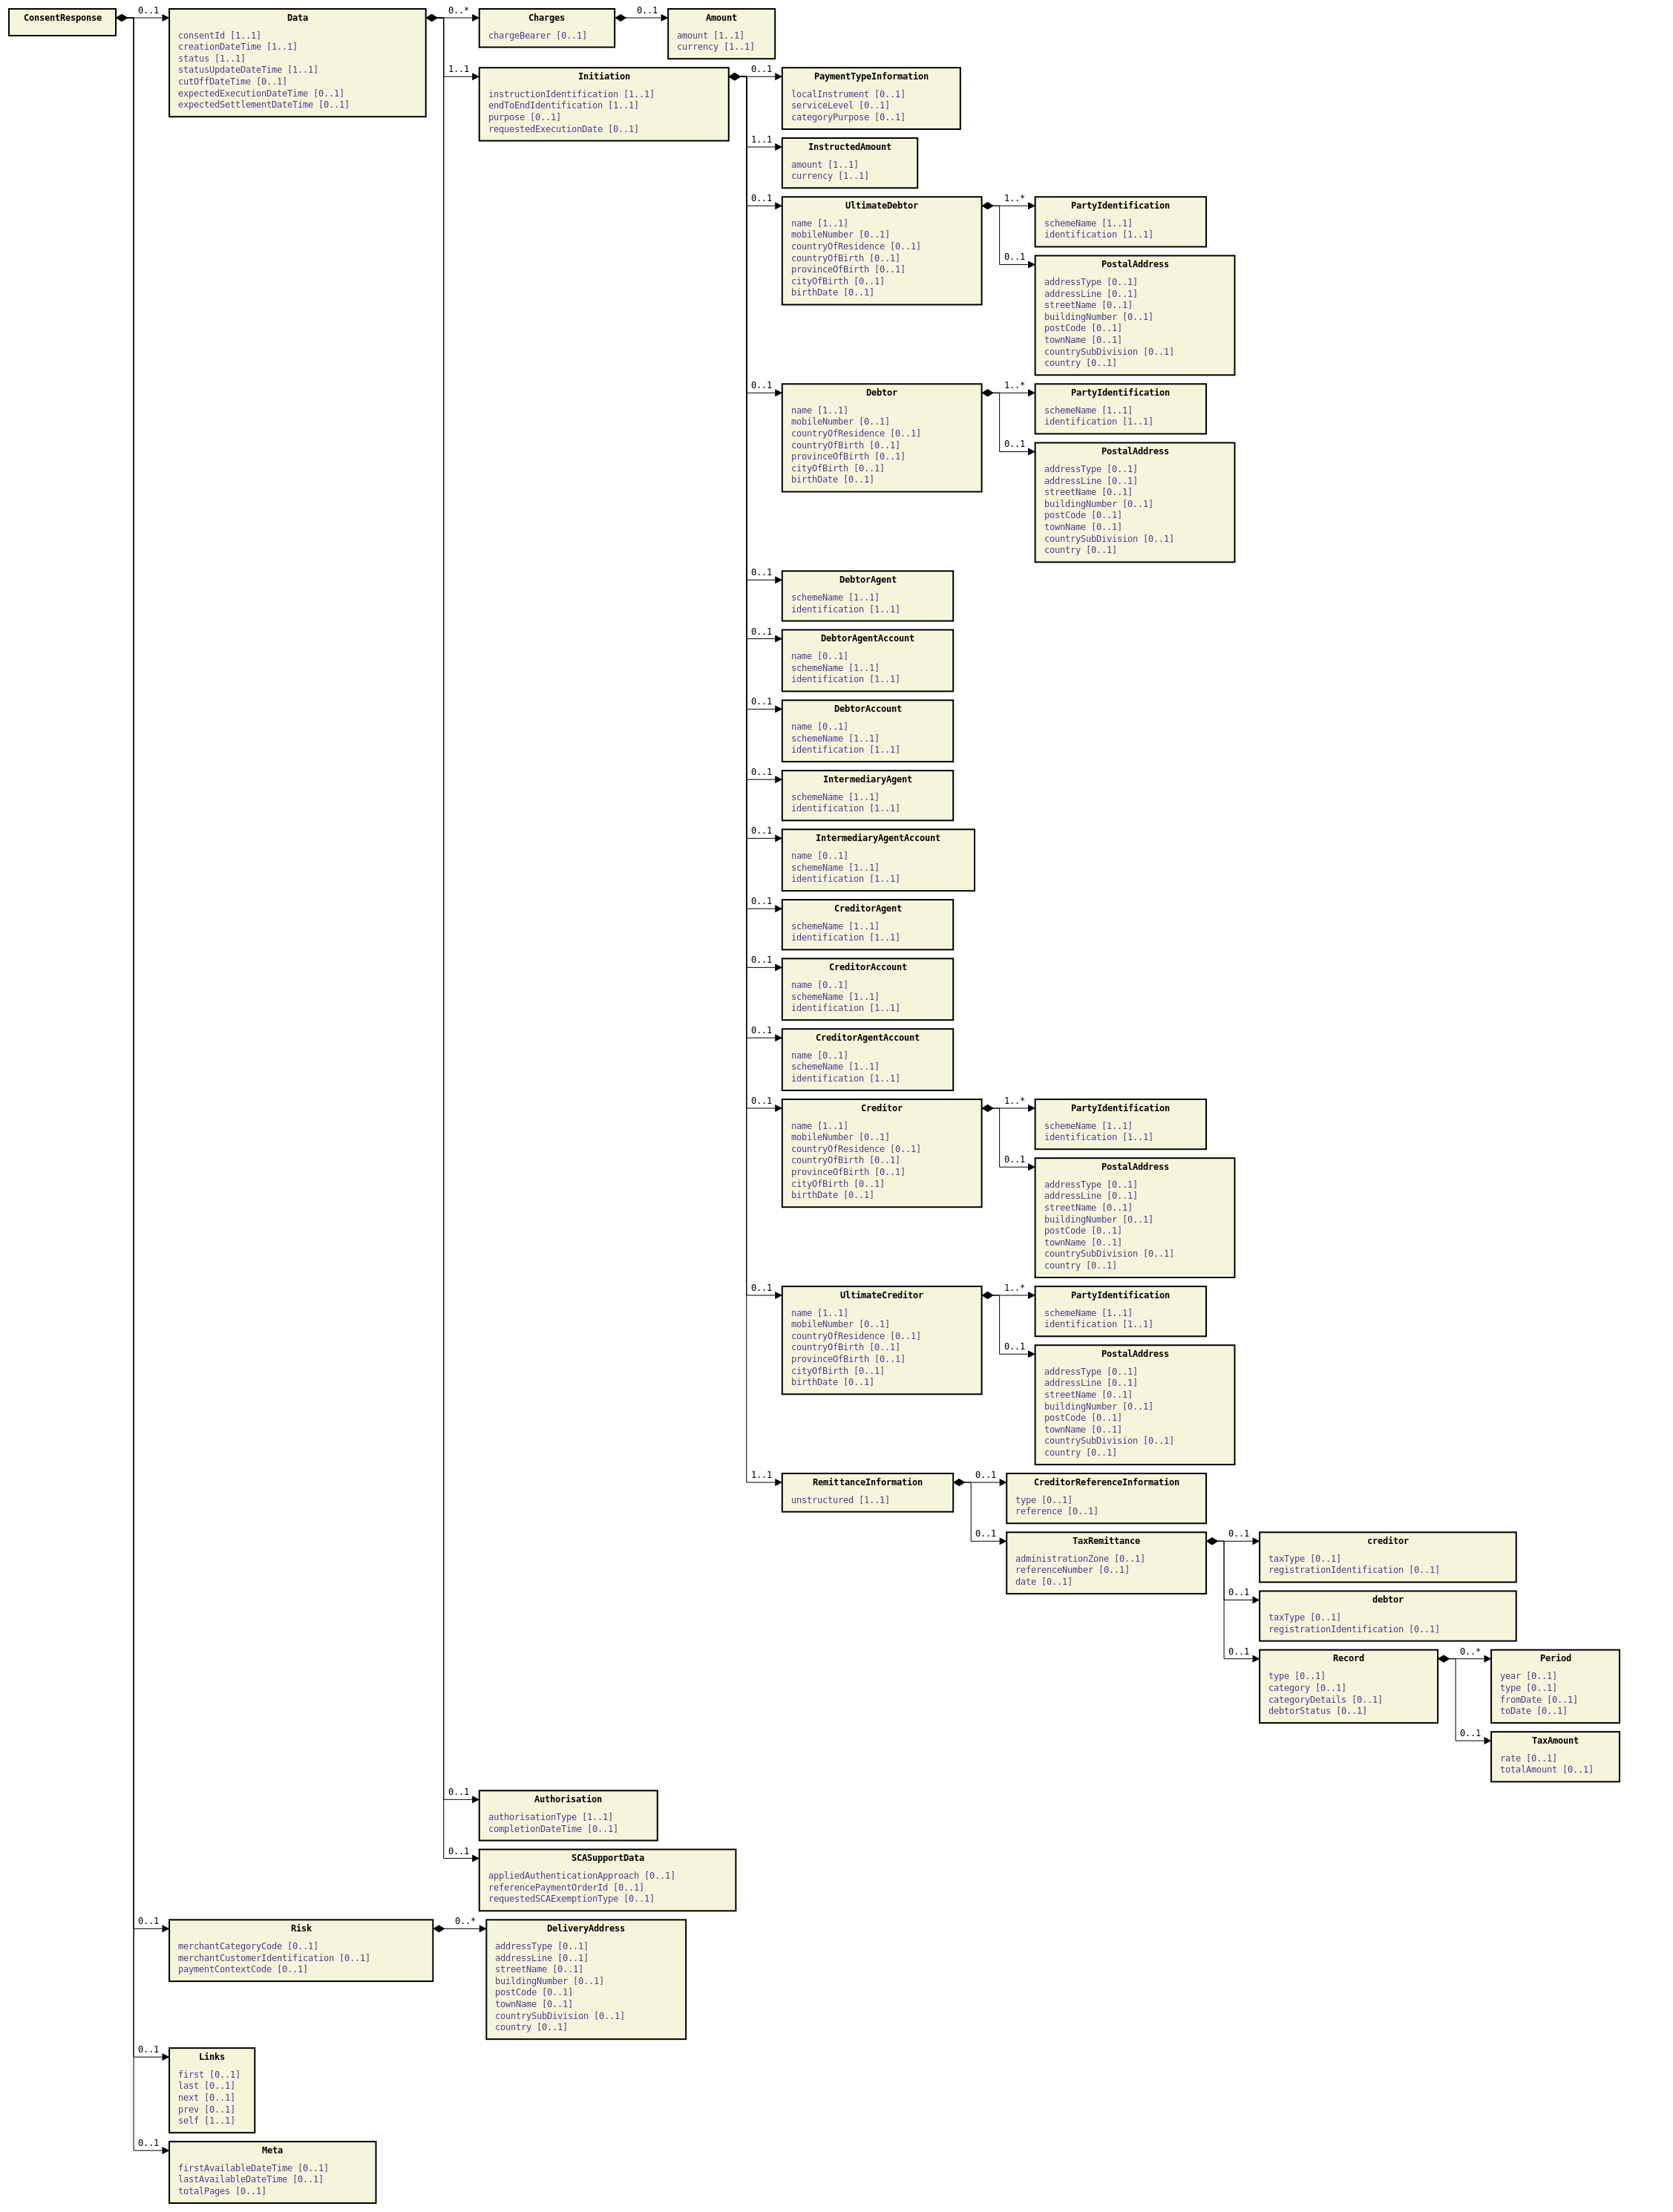 ConsentResponse
0..1
Data
consentId [1..1]
creationDateTime [1..1]
status [1..1]
statusUpdateDateTime [1..1]
cutOffDateTime [0..1]
expectedExecutionDateTime [0..1]
expectedSettlementDateTime [0..1]
0..*
Charges
chargeBearer [0..1]
0..1
Amount
amount [1..1]
currency [1..1]
1..1
Initiation
instructionIdentification [1..1]
endToEndIdentification [1..1]
purpose [0..1]
requestedExecutionDate [0..1]
0..1
PaymentTypeInformation
localInstrument [0..1]
serviceLevel [0..1]
categoryPurpose [0..1]
1..1
InstructedAmount
amount [1..1]
currency [1..1]
0..1
UltimateDebtor
name [1..1]
mobileNumber [0..1]
countryOfResidence [0..1]
countryOfBirth [0..1]
provinceOfBirth [0..1]
cityOfBirth [0..1]
birthDate [0..1]
1..*
PartyIdentification
schemeName [1..1]
identification [1..1]
0..1
PostalAddress
addressType [0..1]
addressLine [0..1]
streetName [0..1]
buildingNumber [0..1]
postCode [0..1]
townName [0..1]
countrySubDivision [0..1]
country [0..1]
0..1
Debtor
name [1..1]
mobileNumber [0..1]
countryOfResidence [0..1]
countryOfBirth [0..1]
provinceOfBirth [0..1]
cityOfBirth [0..1]
birthDate [0..1]
1..*
PartyIdentification
schemeName [1..1]
identification [1..1]
0..1
PostalAddress
addressType [0..1]
addressLine [0..1]
streetName [0..1]
buildingNumber [0..1]
postCode [0..1]
townName [0..1]
countrySubDivision [0..1]
country [0..1]
0..1
DebtorAgent
schemeName [1..1]
identification [1..1]
0..1
DebtorAgentAccount
name [0..1]
schemeName [1..1]
identification [1..1]
0..1
DebtorAccount
name [0..1]
schemeName [1..1]
identification [1..1]
0..1
IntermediaryAgent
schemeName [1..1]
identification [1..1]
0..1
IntermediaryAgentAccount
name [0..1]
schemeName [1..1]
identification [1..1]
0..1
CreditorAgent
schemeName [1..1]
identification [1..1]
0..1
CreditorAccount
name [0..1]
schemeName [1..1]
identification [1..1]
0..1
CreditorAgentAccount
name [0..1]
schemeName [1..1]
identification [1..1]
0..1
Creditor
name [1..1]
mobileNumber [0..1]
countryOfResidence [0..1]
countryOfBirth [0..1]
provinceOfBirth [0..1]
cityOfBirth [0..1]
birthDate [0..1]
1..*
PartyIdentification
schemeName [1..1]
identification [1..1]
0..1
PostalAddress
addressType [0..1]
addressLine [0..1]
streetName [0..1]
buildingNumber [0..1]
postCode [0..1]
townName [0..1]
countrySubDivision [0..1]
country [0..1]
0..1
UltimateCreditor
name [1..1]
mobileNumber [0..1]
countryOfResidence [0..1]
countryOfBirth [0..1]
provinceOfBirth [0..1]
cityOfBirth [0..1]
birthDate [0..1]
1..*
PartyIdentification
schemeName [1..1]
identification [1..1]
0..1
PostalAddress
addressType [0..1]
addressLine [0..1]
streetName [0..1]
buildingNumber [0..1]
postCode [0..1]
townName [0..1]
countrySubDivision [0..1]
country [0..1]
1..1
RemittanceInformation
unstructured [1..1]
0..1
CreditorReferenceInformation
type [0..1]
reference [0..1]
0..1
TaxRemittance
administrationZone [0..1]
referenceNumber [0..1]
date [0..1]
0..1
creditor
taxType [0..1]
registrationIdentification [0..1]
0..1
debtor
taxType [0..1]
registrationIdentification [0..1]
0..1
Record
type [0..1]
category [0..1]
categoryDetails [0..1]
debtorStatus [0..1]
0..*
Period
year [0..1]
type [0..1]
fromDate [0..1]
toDate [0..1]
0..1
TaxAmount
rate [0..1]
totalAmount [0..1]
0..1
Authorisation
authorisationType [1..1]
completionDateTime [0..1]
0..1
SCASupportData
appliedAuthenticationApproach [0..1]
referencePaymentOrderId [0..1]
requestedSCAExemptionType [0..1]
0..1
Risk
merchantCategoryCode [0..1]
merchantCustomerIdentification [0..1]
paymentContextCode [0..1]
0..*
DeliveryAddress
addressType [0..1]
addressLine [0..1]
streetName [0..1]
buildingNumber [0..1]
postCode [0..1]
townName [0..1]
countrySubDivision [0..1]
country [0..1]
0..1
Links
first [0..1]
last [0..1]
next [0..1]
prev [0..1]
self [1..1]
0..1
Meta
firstAvailableDateTime [0..1]
lastAvailableDateTime [0..1]
totalPages [0..1]